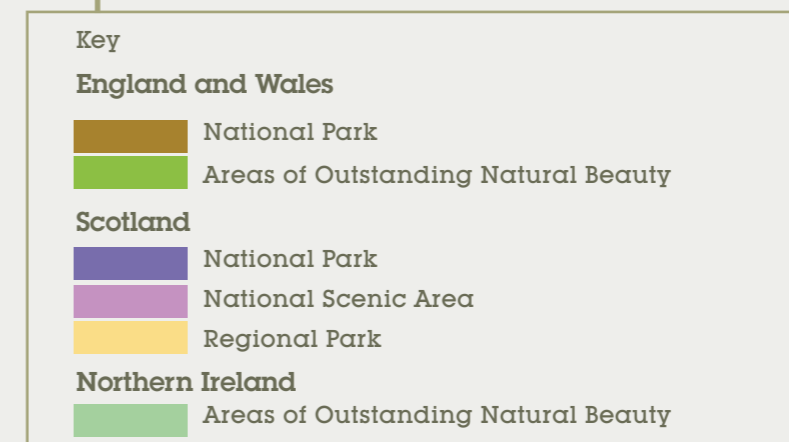 Key
England and Wales
National Park
Areas of Outstanding Natural Beauty
Scotland
National Park
National Scenic Area
Regional Park
Northern Ireland
Areas of Outstanding Natural Beauty